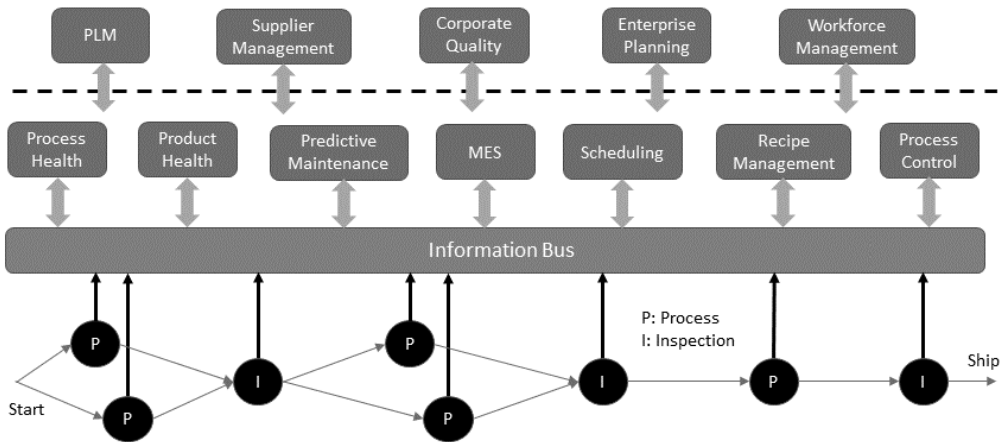 PLM
Supplier
Management
Corporate
Quality
Enterprise
Planning
Workforce
Management
Process
Health
Product
Health
Predictive
Maintenance
MES
Scheduling
Recipe
Management
Process
Control
Information Bus
P: Process
I: Inspection
P
P
Ship
Start
P
I
P
I
P
I